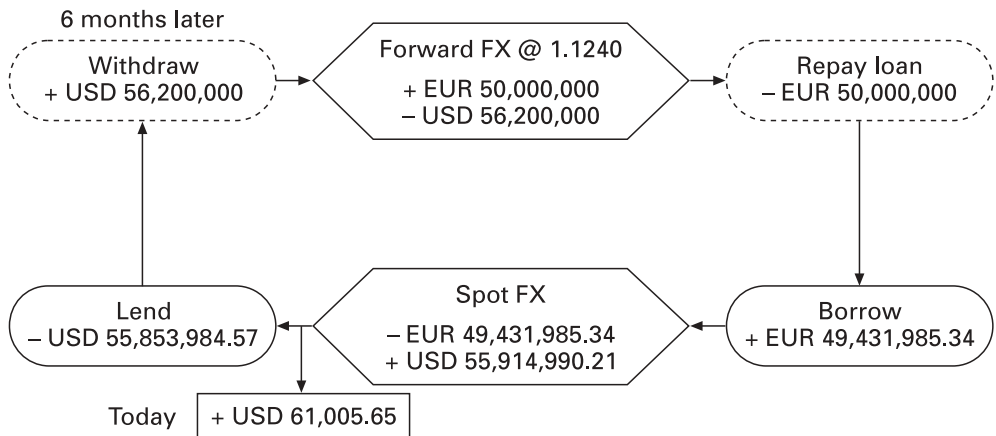 6 months later
Withdraw
+ USD 56,200,000
Forward FX @ 1.1240
+ EUR 50,000,000
− USD 56,200,000
Repay loan
− EUR 50,000,000
Lend
− USD 55,853,984.57
Spot FX
− EUR 49,431,985.34
+ USD 55,914,990.21
Borrow
+ EUR 49,431,985.34
Today
+ USD 61,005.65